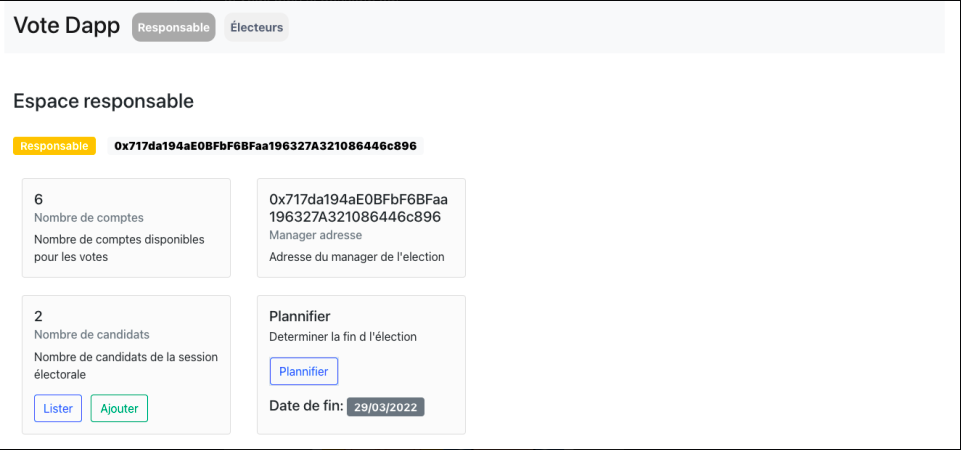 Vote Dapp Responsable Électeurs
Espace responsable
Responsable 0x717da194aE0BFbF6BFaa196327A321086446c896
6
Nombre de comptes
Nombre de comptes disponibles
pour les votes
0x717da194aE0BFbF6BFaa
196327A321086446c896
Manager adresse
Adresse du manager de l'election
2
Nombre de candidats
Nombre de candidats de la session
électorale
Lister Ajouter
Plannifier
Determiner la fin d l'élection
Plannifier
Date de fin: 29/03/2022